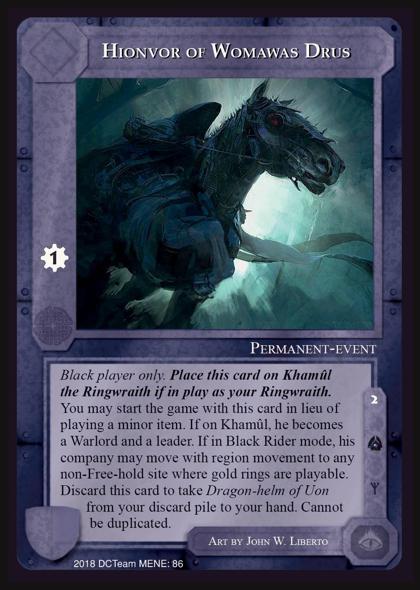 Hionvor of Womawas Drus
1
Permanent-event
Black player only. Place this card on Khamûl
the Ringwraith if in play as your Ringwraith.
You may start the game with this card in lieu of
playing a minor item. If on Khamûl, he becomes
a Warlord and a leader. If in Black Rider mode, his
company may move with region movement to any
non-Free-hold site where gold rings are playable.
Discard this card to take Dragon-helm of Uon
from your discard pile to your hand. Cannot
be duplicated.
2
Art by John W. Liberto
2018 DCTeam MENE: 86